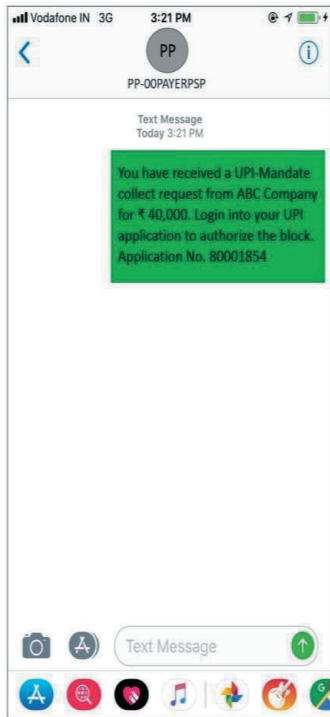 Vodafone IN 3G 3:21 PM
PP
PP-OOPAYERPSP
Text Message
Today 3:21 PM
You have received a UPI-Mandate
collect request from ABC Company
for ₹ 40,000. Login into your UPI
application to authorize the block.
Application No. 80001854
Text Message